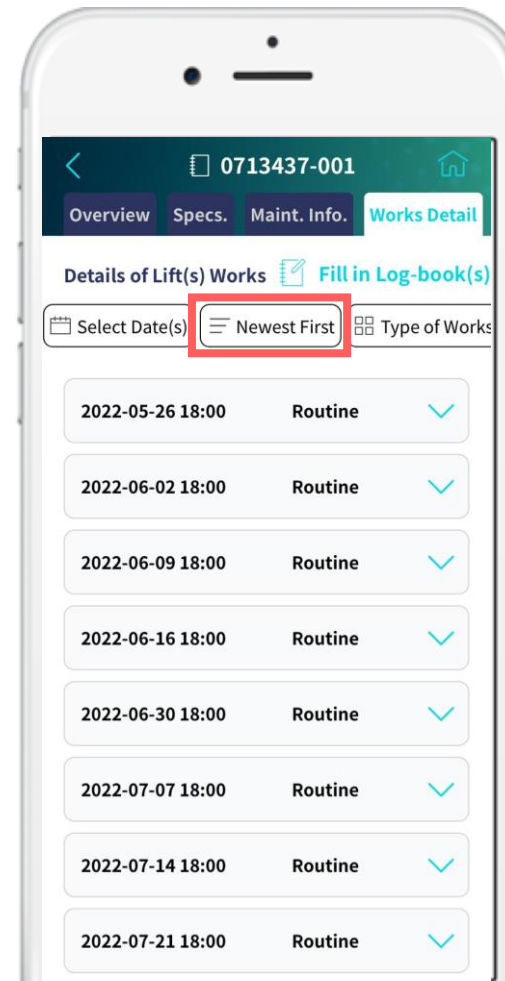 0713437-001
Overview Specs. Maint. Info. Works Detail
Details of Lift(s) Works Fill in Log-book(s)
Select Date(s) Newest First Type of Works
2022-05-26 18:00 Routine
2022-06-02 18:00 Routine
2022-06-09 18:00 Routine
2022-06-16 18:00 Routine
2022-06-30 18:00 Routine
2022-07-07 18:00 Routine
2022-07-14 18:00 Routine
2022-07-21 18:00 Routine